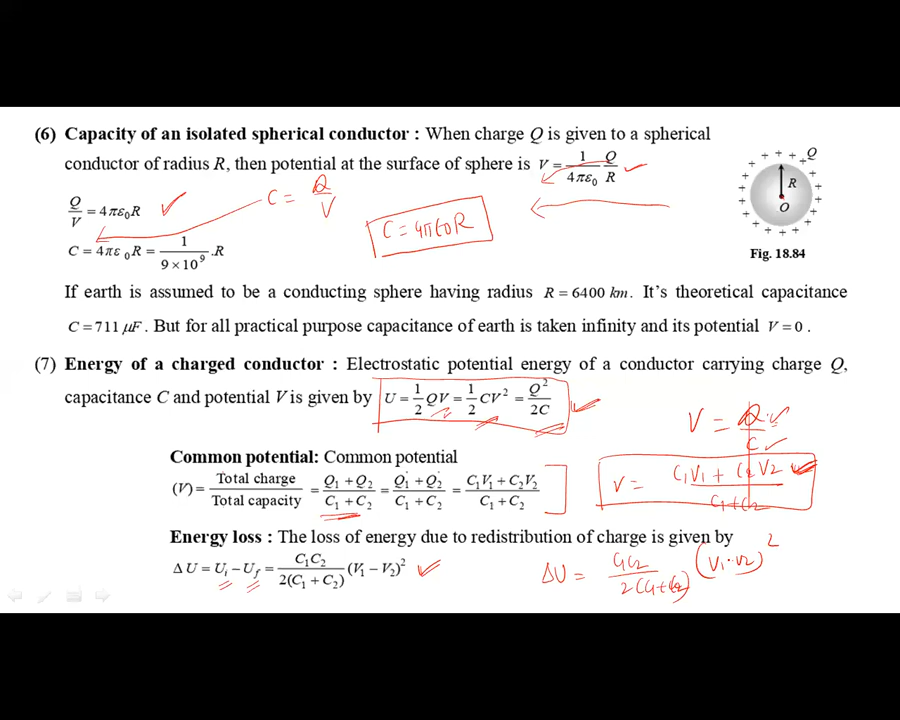 (6) Capacity of an isolated spherical conductor : When charge Q is given to a spherical
conductor of radius R, then potential at the surface of sphere is V = 1/4πε₀ Q/R
Q/V = 4πε₀R
C = Q/V
C = 4πε₀R
C = 4πε₀R = 1/9×10⁹ .R
Q
R
O
Fig. 18.84
If earth is assumed to be a conducting sphere having radius R = 6400 km. It's theoretical capacitance
C = 711 μF. But for all practical purpose capacitance of earth is taken infinity and its potential V = 0 .
(7) Energy of a charged conductor : Electrostatic potential energy of a conductor carrying charge Q,
capacitance C and potential V is given by U = 1/2 QV = 1/2 CV² = Q²/2C
V = Q/C
Common potential: Common potential
(V) = Total charge/Total capacity = Q₁ + Q₂/C₁ + C₂ = Q₁' + Q₂'/C₁ + C₂ = C₁V₁ + C₂V₂/C₁ + C₂
V = C₁V₁ + C₂V₂/C₁+C₂
Energy loss : The loss of energy due to redistribution of charge is given by
ΔU = Uᵢ − U_f = C₁C₂/2(C₁ + C₂) (V₁ − V₂)²
ΔU = C₁C₂/2(C₁+C₂) (V₁-V₂)²